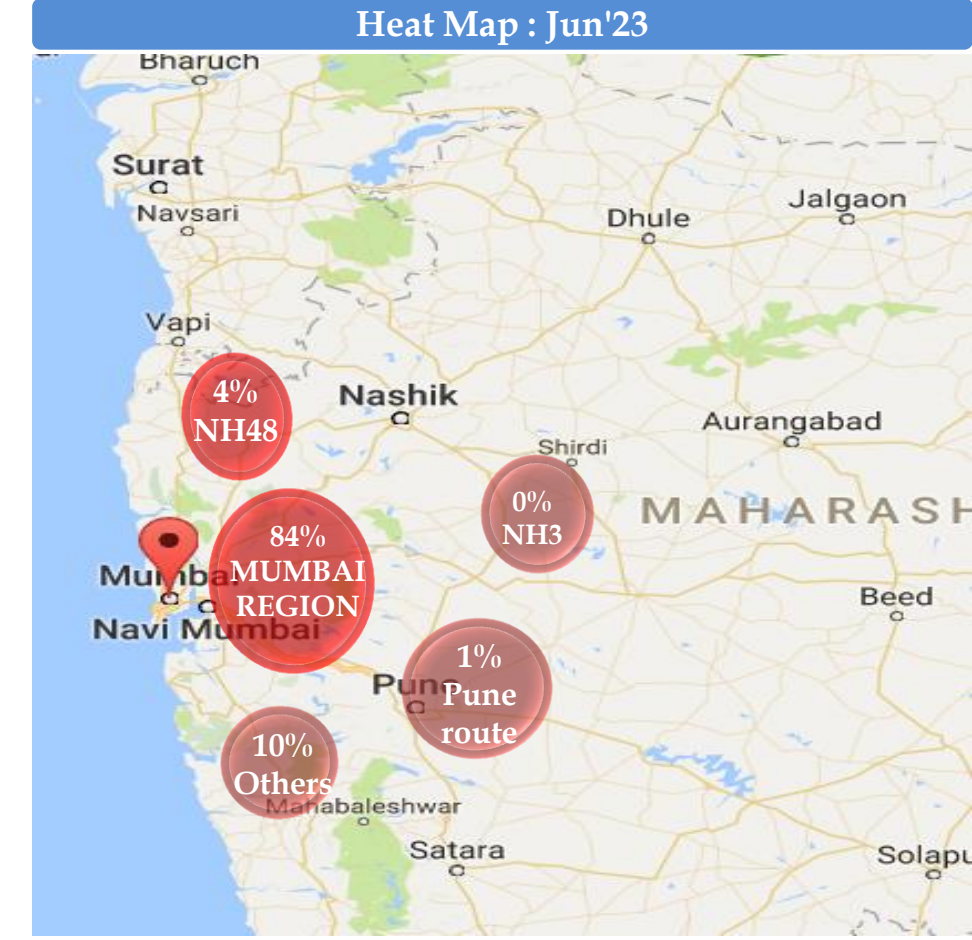 Heat Map : Jun'23
Bharuch
Surat
Navsari
Dhule
Jalgaon
Vapi
4%
NH48
Nashik
Aurangabad
Shirdi
0%
NH3
MAHARASH
84%
MUMBAI
REGION
Mumbai
Navi Mumbai
Beed
1%
Pune
route
Pune
10%
Others
Mahabaleshwar
Satara
Solapu